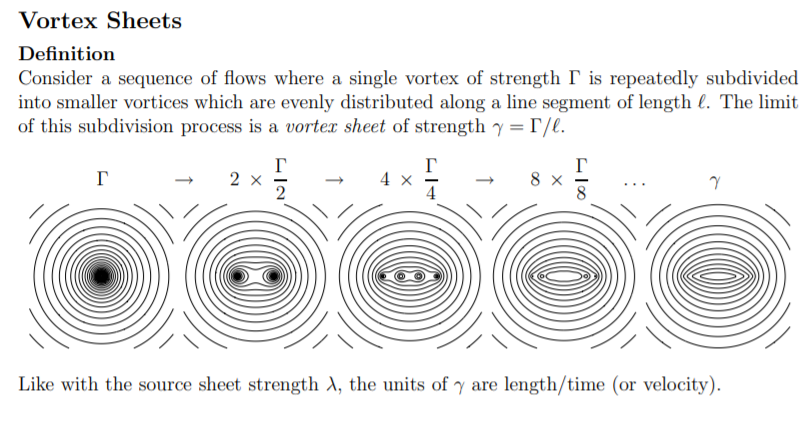 Vortex Sheets
Definition
Consider a sequence of flows where a single vortex of strength Γ is repeatedly subdivided
into smaller vortices which are evenly distributed along a line segment of length ℓ. The limit
of this subdivision process is a vortex sheet of strength γ = Γ/ℓ.
Γ → 2 × Γ/2 → 4 × Γ/4 → 8 × Γ/8 ... γ
Like with the source sheet strength λ, the units of γ are length/time (or velocity).